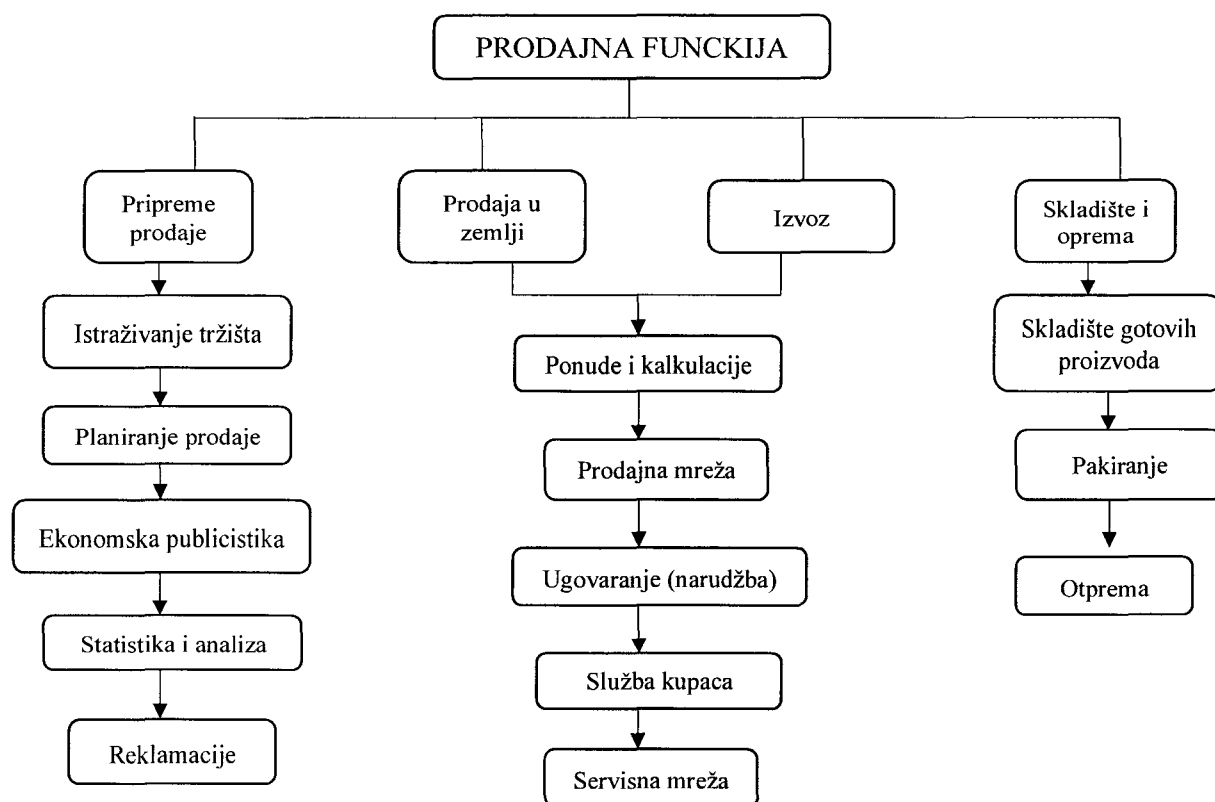 PRODAJNA FUNCKIJA
Pripreme
prodaje
Prodaja u
zemlji
Izvoz
Skladište i
oprema
Istraživanje tržišta
Planiranje prodaje
Ekonomska publicistika
Statistika i analiza
Reklamacije
Ponude i kalkulacije
Prodajna mreža
Ugovaranje (narudžba)
Služba kupaca
Servisna mreža
Skladište gotovih
proizvoda
Pakiranje
Otprema